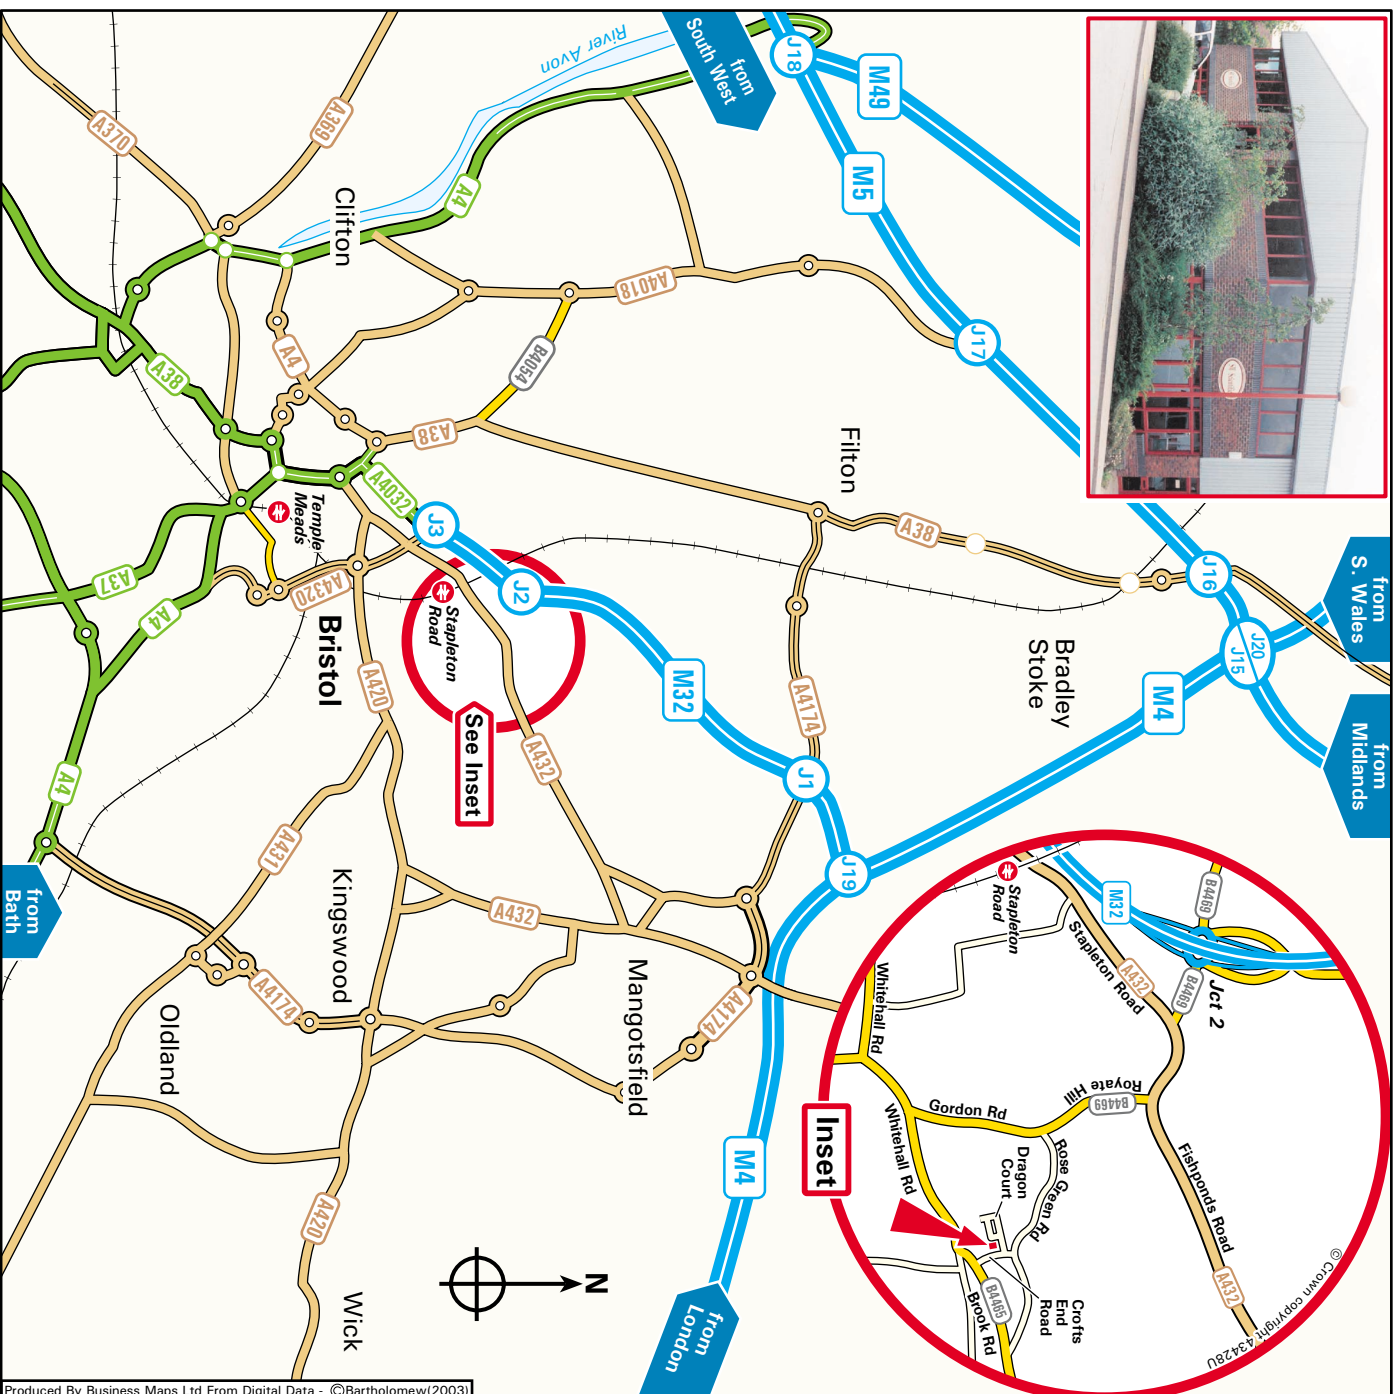 from
South West
River Avon
J18
M49
M5
J17
A4
A369
A370
Clifton
A4018
B4054
A4
A38
A38
A4032
J3
J2
M32
J1
J19
Filton
A38
J16
J20
J15
from
S. Wales
from
Midlands
M4
Bradley
Stoke
A4174
Temple
Meads
A4320
Bristol
Stapleton
Road
See Inset
A37
A4
A420
A432
A431
A4
from
Bath
Kingswood
A432
A4174
Oldland
Mangotsfield
A4174
A420
Wick
M4
from
London
N
Inset
Stapleton
Road
M32
B4469
B4469
Jct 2
Stapleton Road
A432
Whitehall Rd
Whitehall Rd
Gordon Rd
Royate Hill
B4469
Rose Green Rd
Dragon
Court
Fishponds Road
A432
Crofts
End
Road
B4465
Brook Rd
© Crown copyright 43428U
Produced By Business Maps Ltd From Digital Data - ©Bartholomew(2003)